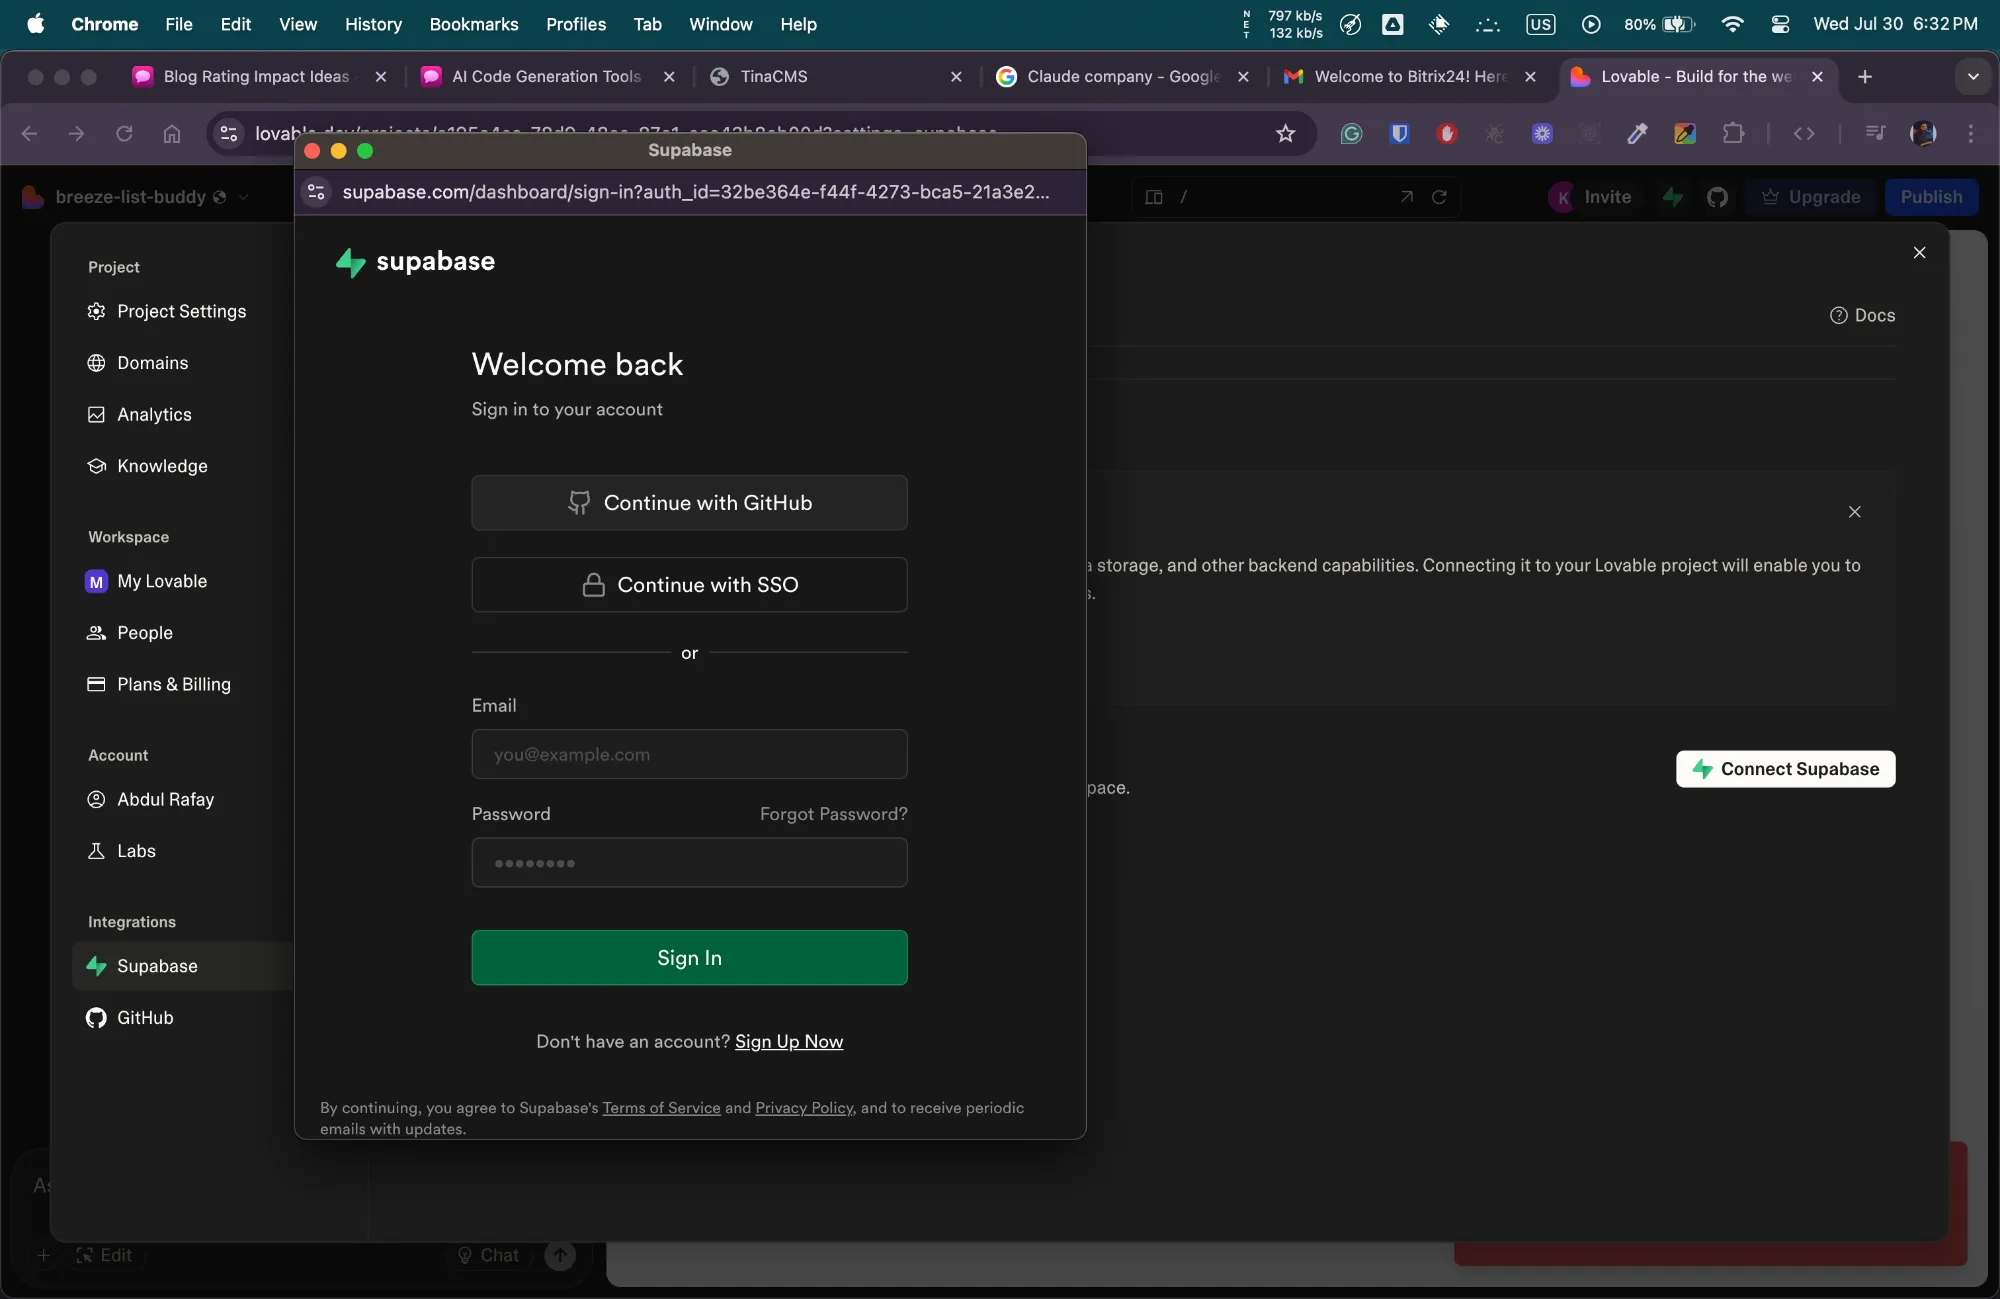 Chrome File Edit View History Bookmarks Profiles Tab Window Help
NET 797 kb/s 132 kb/s US 80% Wed Jul 30 6:32 PM
Blog Rating Impact Ideas
AI Code Generation Tools
TinaCMS
Claude company - Google
Welcome to Bitrix24! Here
Lovable - Build for the we
Supabase
supabase.com/dashboard/sign-in?auth_id=32be364e-f44f-4273-bca5-21a3e2...
breeze-list-buddy
/
K Invite
Upgrade
Publish
Project
Project Settings
Domains
Analytics
Knowledge
Workspace
M My Lovable
People
Plans & Billing
Account
Abdul Rafay
Labs
Integrations
Supabase
GitHub
supabase
Welcome back
Sign in to your account
Continue with GitHub
Continue with SSO
or
Email
you@example.com
Password Forgot Password?
Sign In
Don't have an account? Sign Up Now
By continuing, you agree to Supabase's Terms of Service and Privacy Policy, and to receive periodic
emails with updates.
Docs
storage, and other backend capabilities. Connecting it to your Lovable project will enable you to
pace.
Connect Supabase
Edit
Chat